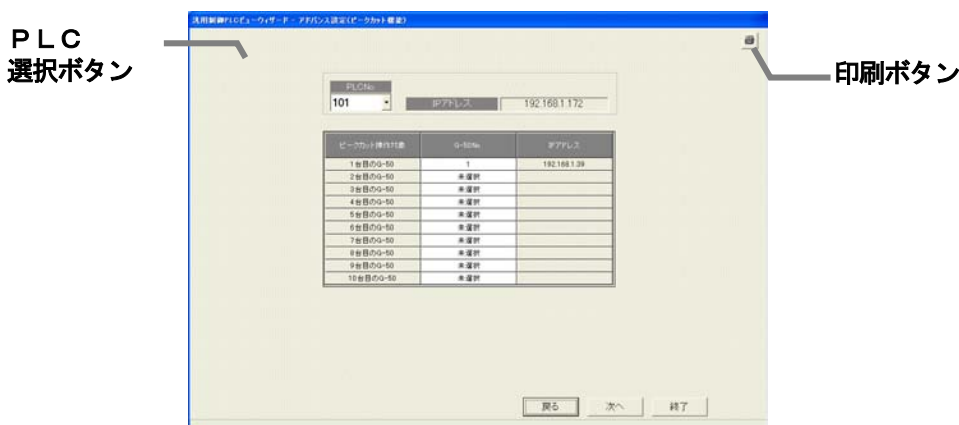 汎用制御PLCビューウィザード - アドバンス設定(ピークカット機能)
PLC
選択ボタン
印刷ボタン
PLCNo
101
IPアドレス
192.168.1.172
ピークカット操作対象 G-50No IPアドレス
1台目のG-50 1 192.168.1.39
2台目のG-50 未選択
3台目のG-50 未選択
4台目のG-50 未選択
5台目のG-50 未選択
6台目のG-50 未選択
7台目のG-50 未選択
8台目のG-50 未選択
9台目のG-50 未選択
10台目のG-50 未選択
戻る 次へ 終了